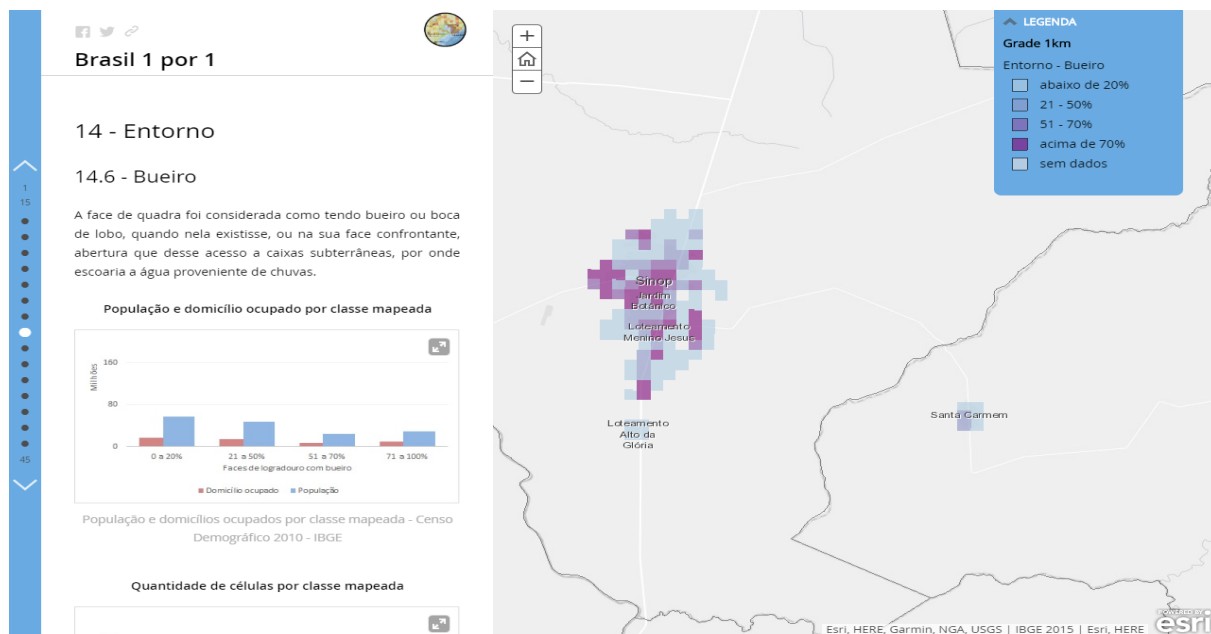 Brasil 1 por 1
14 - Entorno
14.6 - Bueiro
A face de quadra foi considerada como tendo bueiro ou boca
de lobo, quando nela existisse, ou na sua face confrontante,
abertura que desse acesso a caixas subterrâneas, por onde
escoaria a água proveniente de chuvas.
População e domicílio ocupado por classe mapeada
Milhões
160
80
0
0 a 20%
21 a 50%
51 a 70%
71 a 100%
Faces de logradouro com bueiro
Domicílio ocupado
População
População e domicílios ocupados por classe mapeada - Censo
Demográfico 2010 - IBGE
Quantidade de células por classe mapeada
1
15
45
+
−
LEGENDA
Grade 1km
Entorno - Bueiro
abaixo de 20%
21 - 50%
51 - 70%
acima de 70%
sem dados
Sinop
Jardim
Botânico
Loteamento
Menino Jesus
Loteamento
Alto da
Glória
Santa Carmem
Esri, HERE, Garmin, NGA, USGS | IBGE 2015 | Esri, HERE
POWERED BY
esri